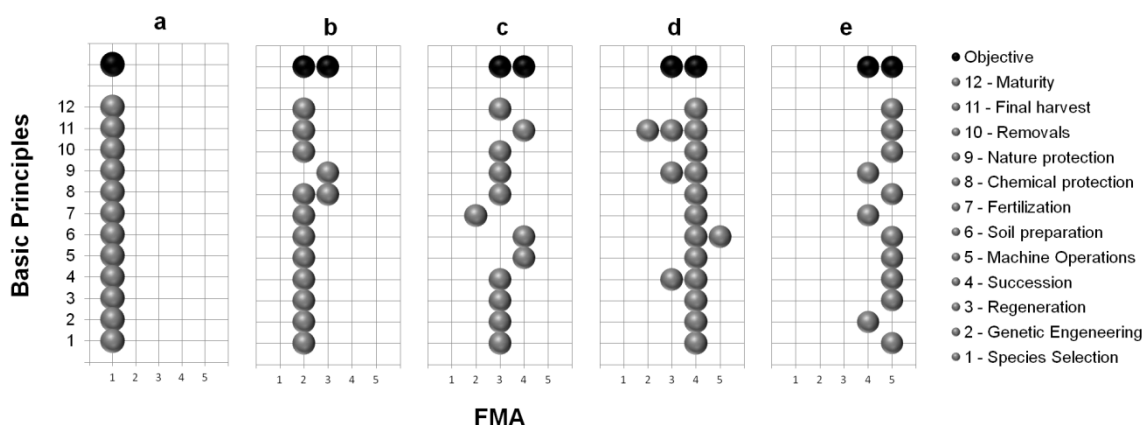 a b c d e
Basic Principles
12
11
10
9
8
7
6
5
4
3
2
1
1 2 3 4 5 1 2 3 4 5 1 2 3 4 5 1 2 3 4 5 1 2 3 4 5
FMA
Objective
12 - Maturity
11 - Final harvest
10 - Removals
9 - Nature protection
8 - Chemical protection
7 - Fertilization
6 - Soil preparation
5 - Machine Operations
4 - Succession
3 - Regeneration
2 - Genetic Engeneering
1 - Species Selection